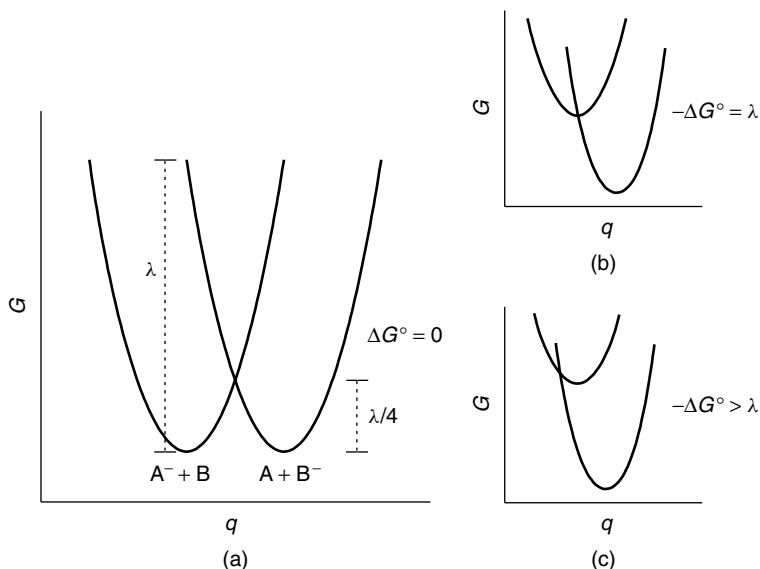 G
λ
ΔG° = 0
λ/4
A⁻ + B
A + B⁻
q
(a)
G
−ΔG° = λ
q
(b)
G
−ΔG° > λ
q
(c)